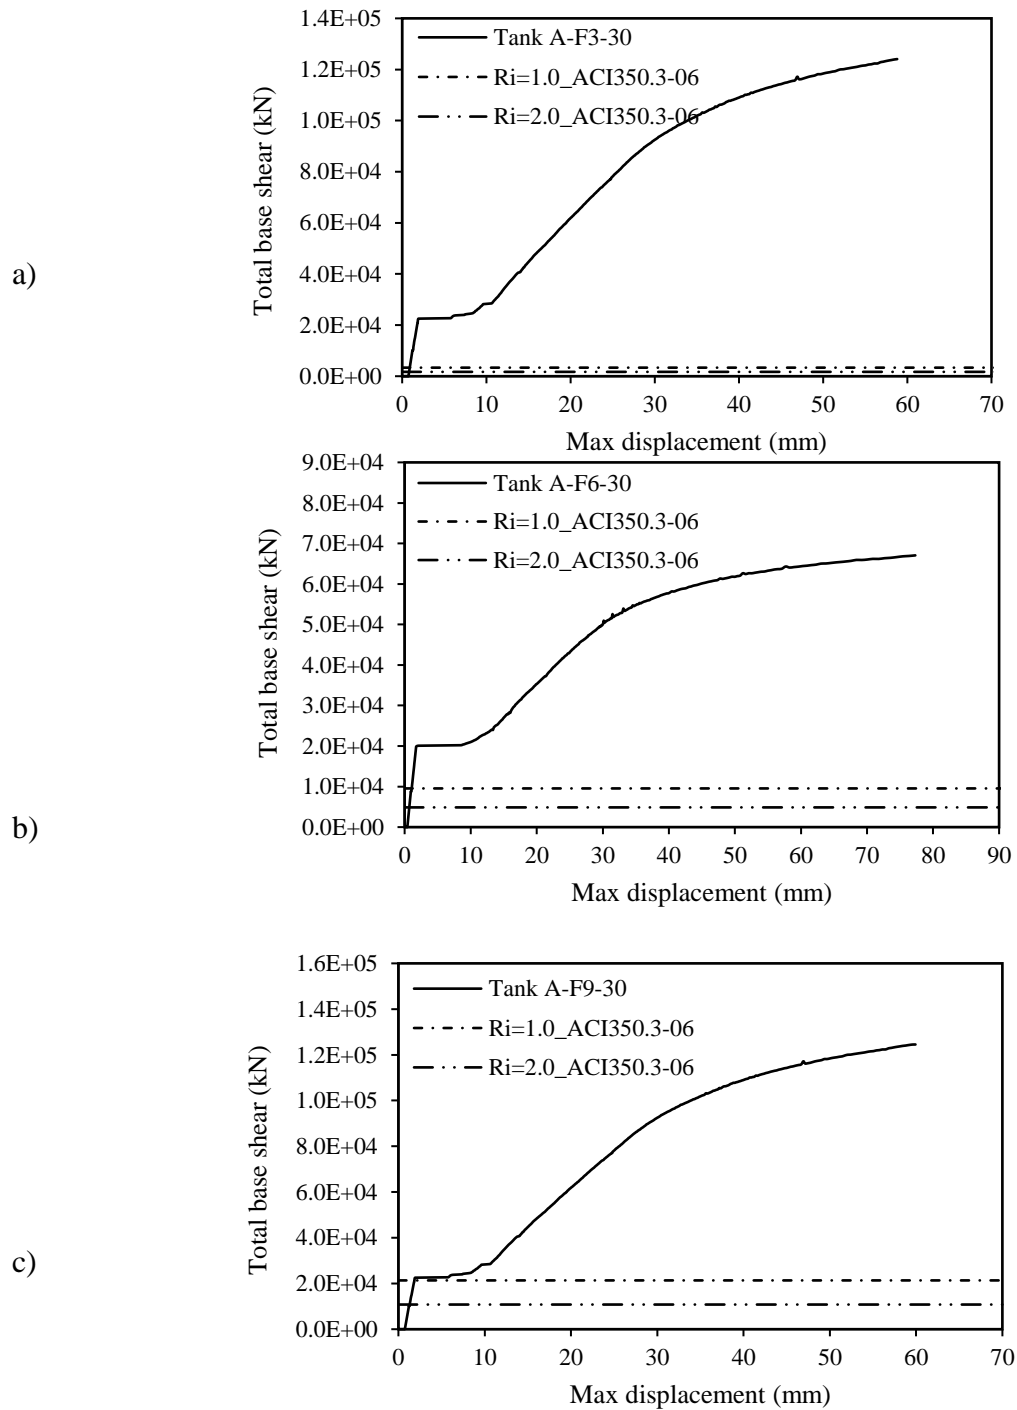 a)
Total base shear (kN)
1.4E+05
1.2E+05
1.0E+05
8.0E+04
6.0E+04
4.0E+04
2.0E+04
0.0E+00
Tank A-F3-30
Ri=1.0_ACI350.3-06
Ri=2.0_ACI350.3-06
0 10 20 30 40 50 60 70
Max displacement (mm)
b)
Total base shear (kN)
9.0E+04
8.0E+04
7.0E+04
6.0E+04
5.0E+04
4.0E+04
3.0E+04
2.0E+04
1.0E+04
0.0E+00
Tank A-F6-30
Ri=1.0_ACI350.3-06
Ri=2.0_ACI350.3-06
0 10 20 30 40 50 60 70 80 90
Max displacement (mm)
c)
Total base shear (kN)
1.6E+05
1.4E+05
1.2E+05
1.0E+05
8.0E+04
6.0E+04
4.0E+04
2.0E+04
0.0E+00
Tank A-F9-30
Ri=1.0_ACI350.3-06
Ri=2.0_ACI350.3-06
0 10 20 30 40 50 60 70
Max displacement (mm)